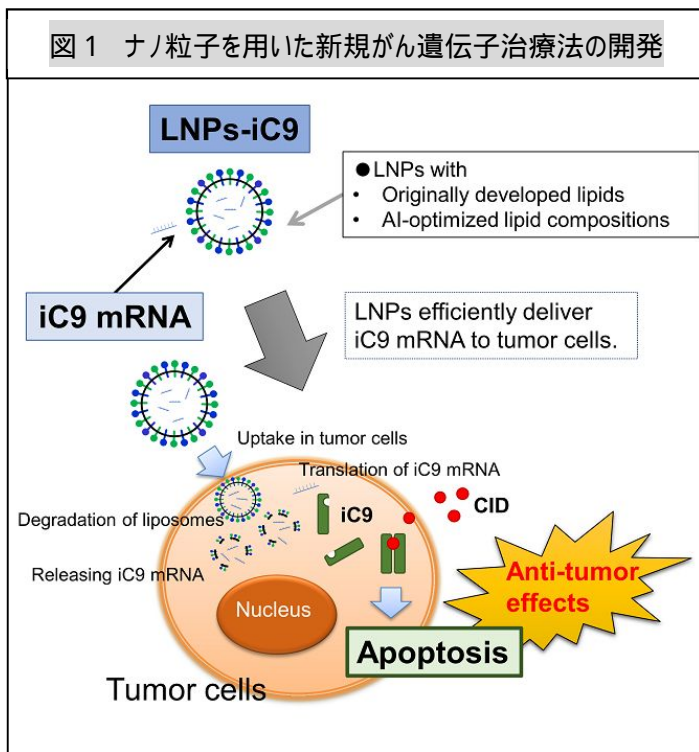 図１　ナノ粒子を用いた新規がん遺伝子治療法の開発
LNPs-iC9
●LNPs with
• Originally developed lipids
• AI-optimized lipid compositions
iC9 mRNA
LNPs efficiently deliver
iC9 mRNA to tumor cells.
Uptake in tumor cells
Translation of iC9 mRNA
CID
iC9
Degradation of liposomes
Releasing iC9 mRNA
Anti-tumor
effects
Nucleus
Apoptosis
Tumor cells